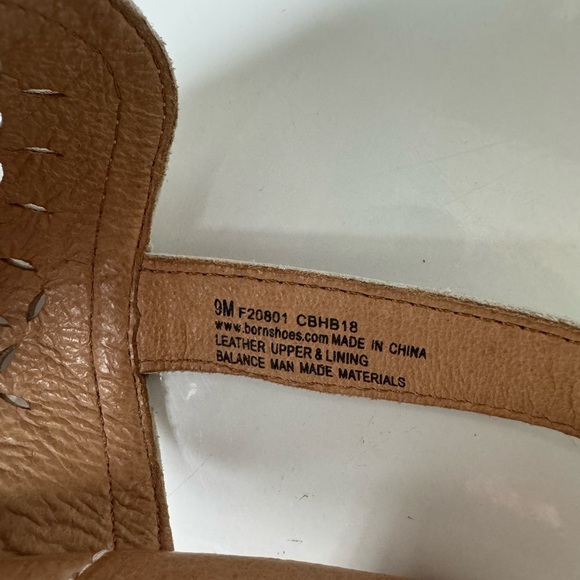 9M F20801 CBHB18
www.bornshoes.com MADE IN CHINA
LEATHER UPPER & LINING
BALANCE MAN MADE MATERIALS